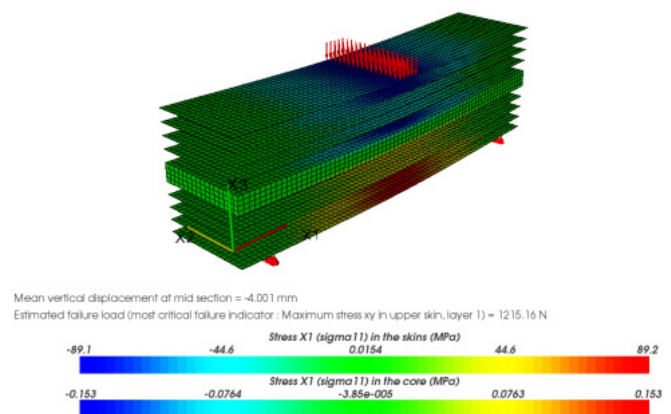 X3
X2
X1
Mean vertical displacement at mid section = -4.001 mm
Estimated failure load (most critical failure indicator : Maximum stress xy in upper skin, layer 1) = 1215.16 N
Stress X1 (sigma11) in the skins (MPa)
-89.1 -44.6 0.0154 44.6 89.2
Stress X1 (sigma11) in the core (MPa)
-0.153 -0.0764 -3.85e-005 0.0763 0.153